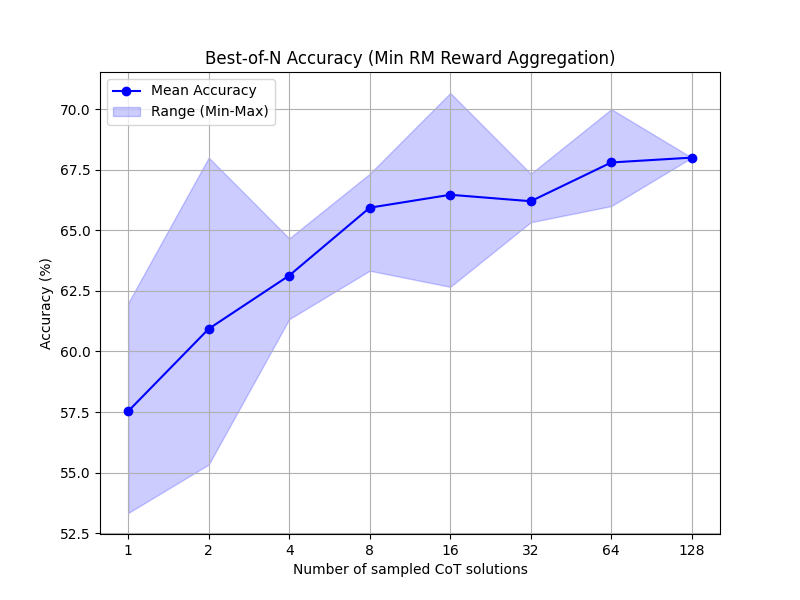 Best-of-N Accuracy (Min RM Reward Aggregation)
Mean Accuracy
Range (Min-Max)
70.0
67.5
65.0
62.5
60.0
57.5
55.0
52.5
Accuracy (%)
1 2 4 8 16 32 64 128
Number of sampled CoT solutions